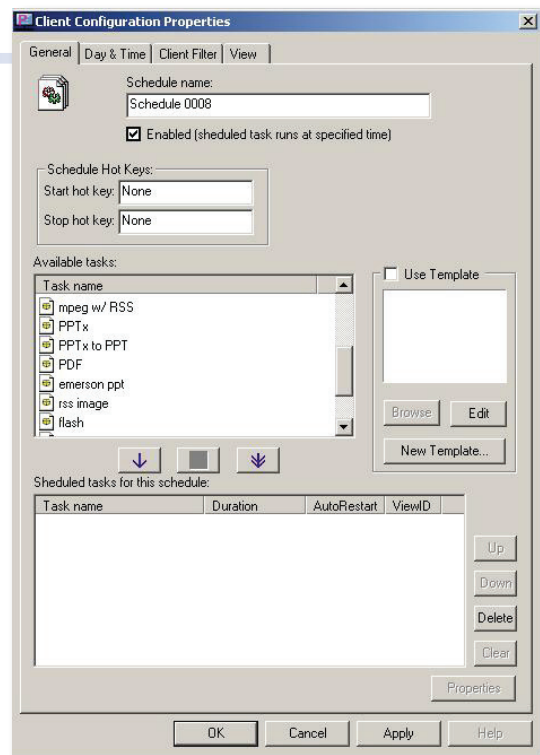 Client Configuration Properties
General Day & Time Client Filter View
Schedule name:
Schedule 0008
Enabled (sheduled task runs at specified time)
Schedule Hot Keys:
Start hot key: None
Stop hot key: None
Available tasks:
Task name
mpeg w/ RSS
PPTx
PPTx to PPT
PDF
emerson ppt
rss image
flash
Use Template
Browse Edit
New Template...
Sheduled tasks for this schedule:
Task name Duration AutoRestart ViewID
Up
Down
Delete
Clear
Properties
OK Cancel Apply Help